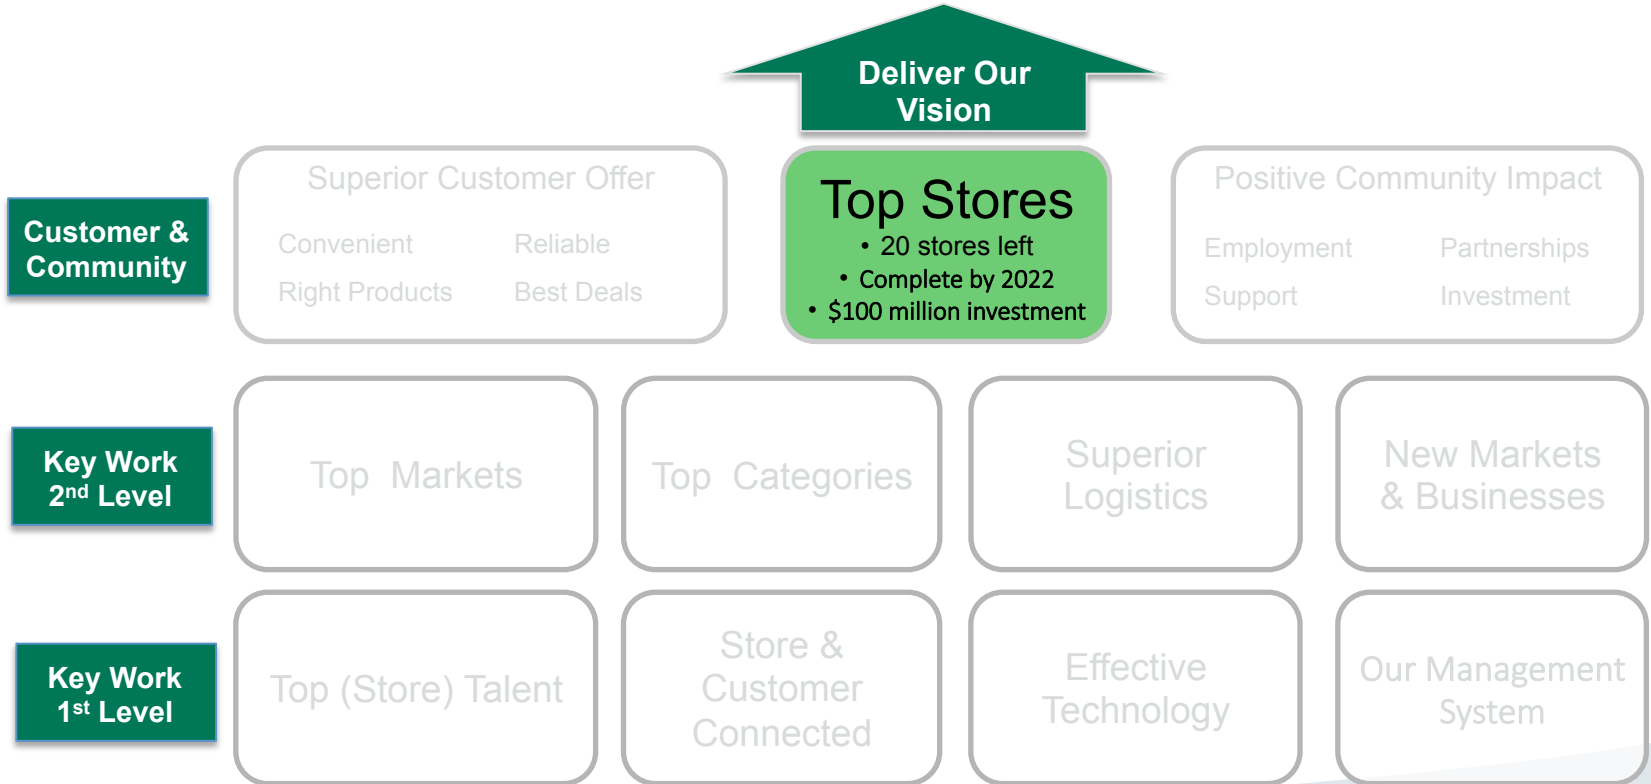 Deliver Our
Vision
Customer &
Community
Superior Customer Offer
Convenient Reliable
Right Products Best Deals
Top Stores
• 20 stores left
• Complete by 2022
• $100 million investment
Positive Community Impact
Employment Partnerships
Support Investment
Key Work
2nd Level
Top Markets
Top Categories
Superior
Logistics
New Markets
& Businesses
Key Work
1st Level
Top (Store) Talent
Store &
Customer
Connected
Effective
Technology
Our Management
System